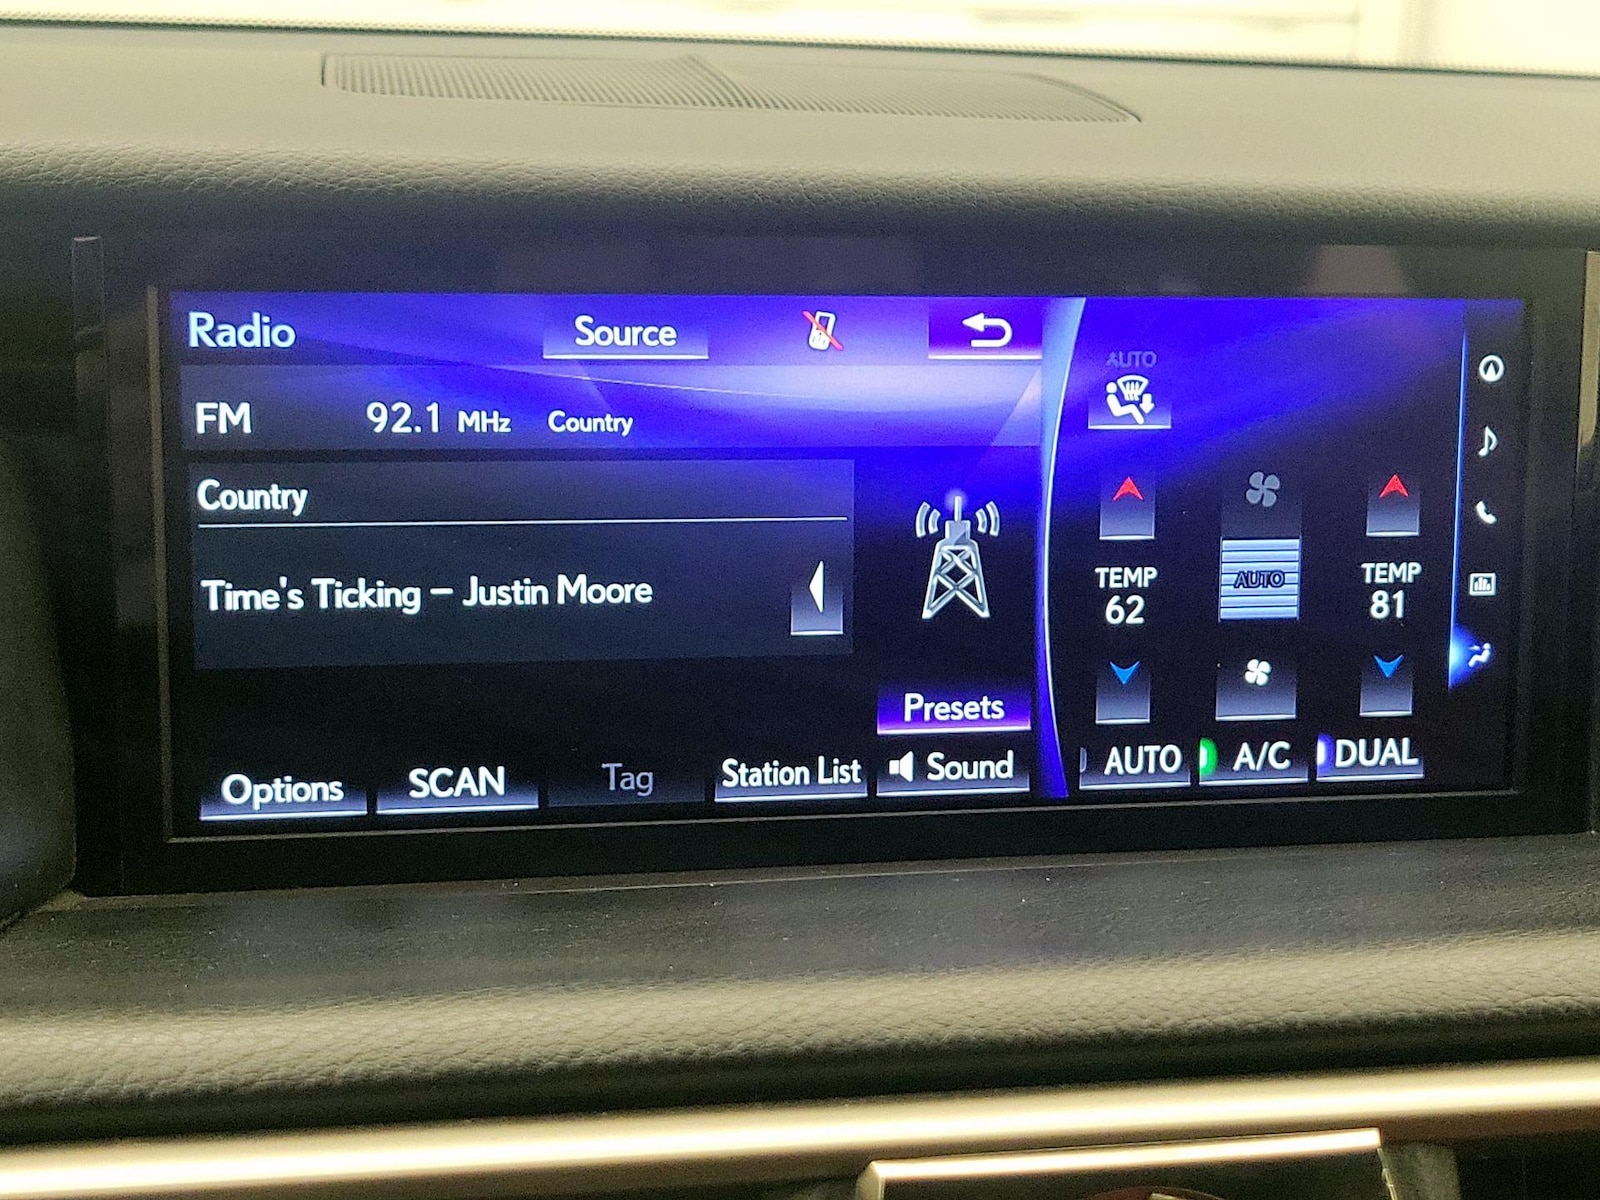 Radio
Source
FM 92.1 MHz Country
Country
Time's Ticking – Justin Moore
Presets
Options
SCAN
Tag
Station List
Sound
AUTO
TEMP
62
AUTO
TEMP
81
AUTO
A/C
DUAL